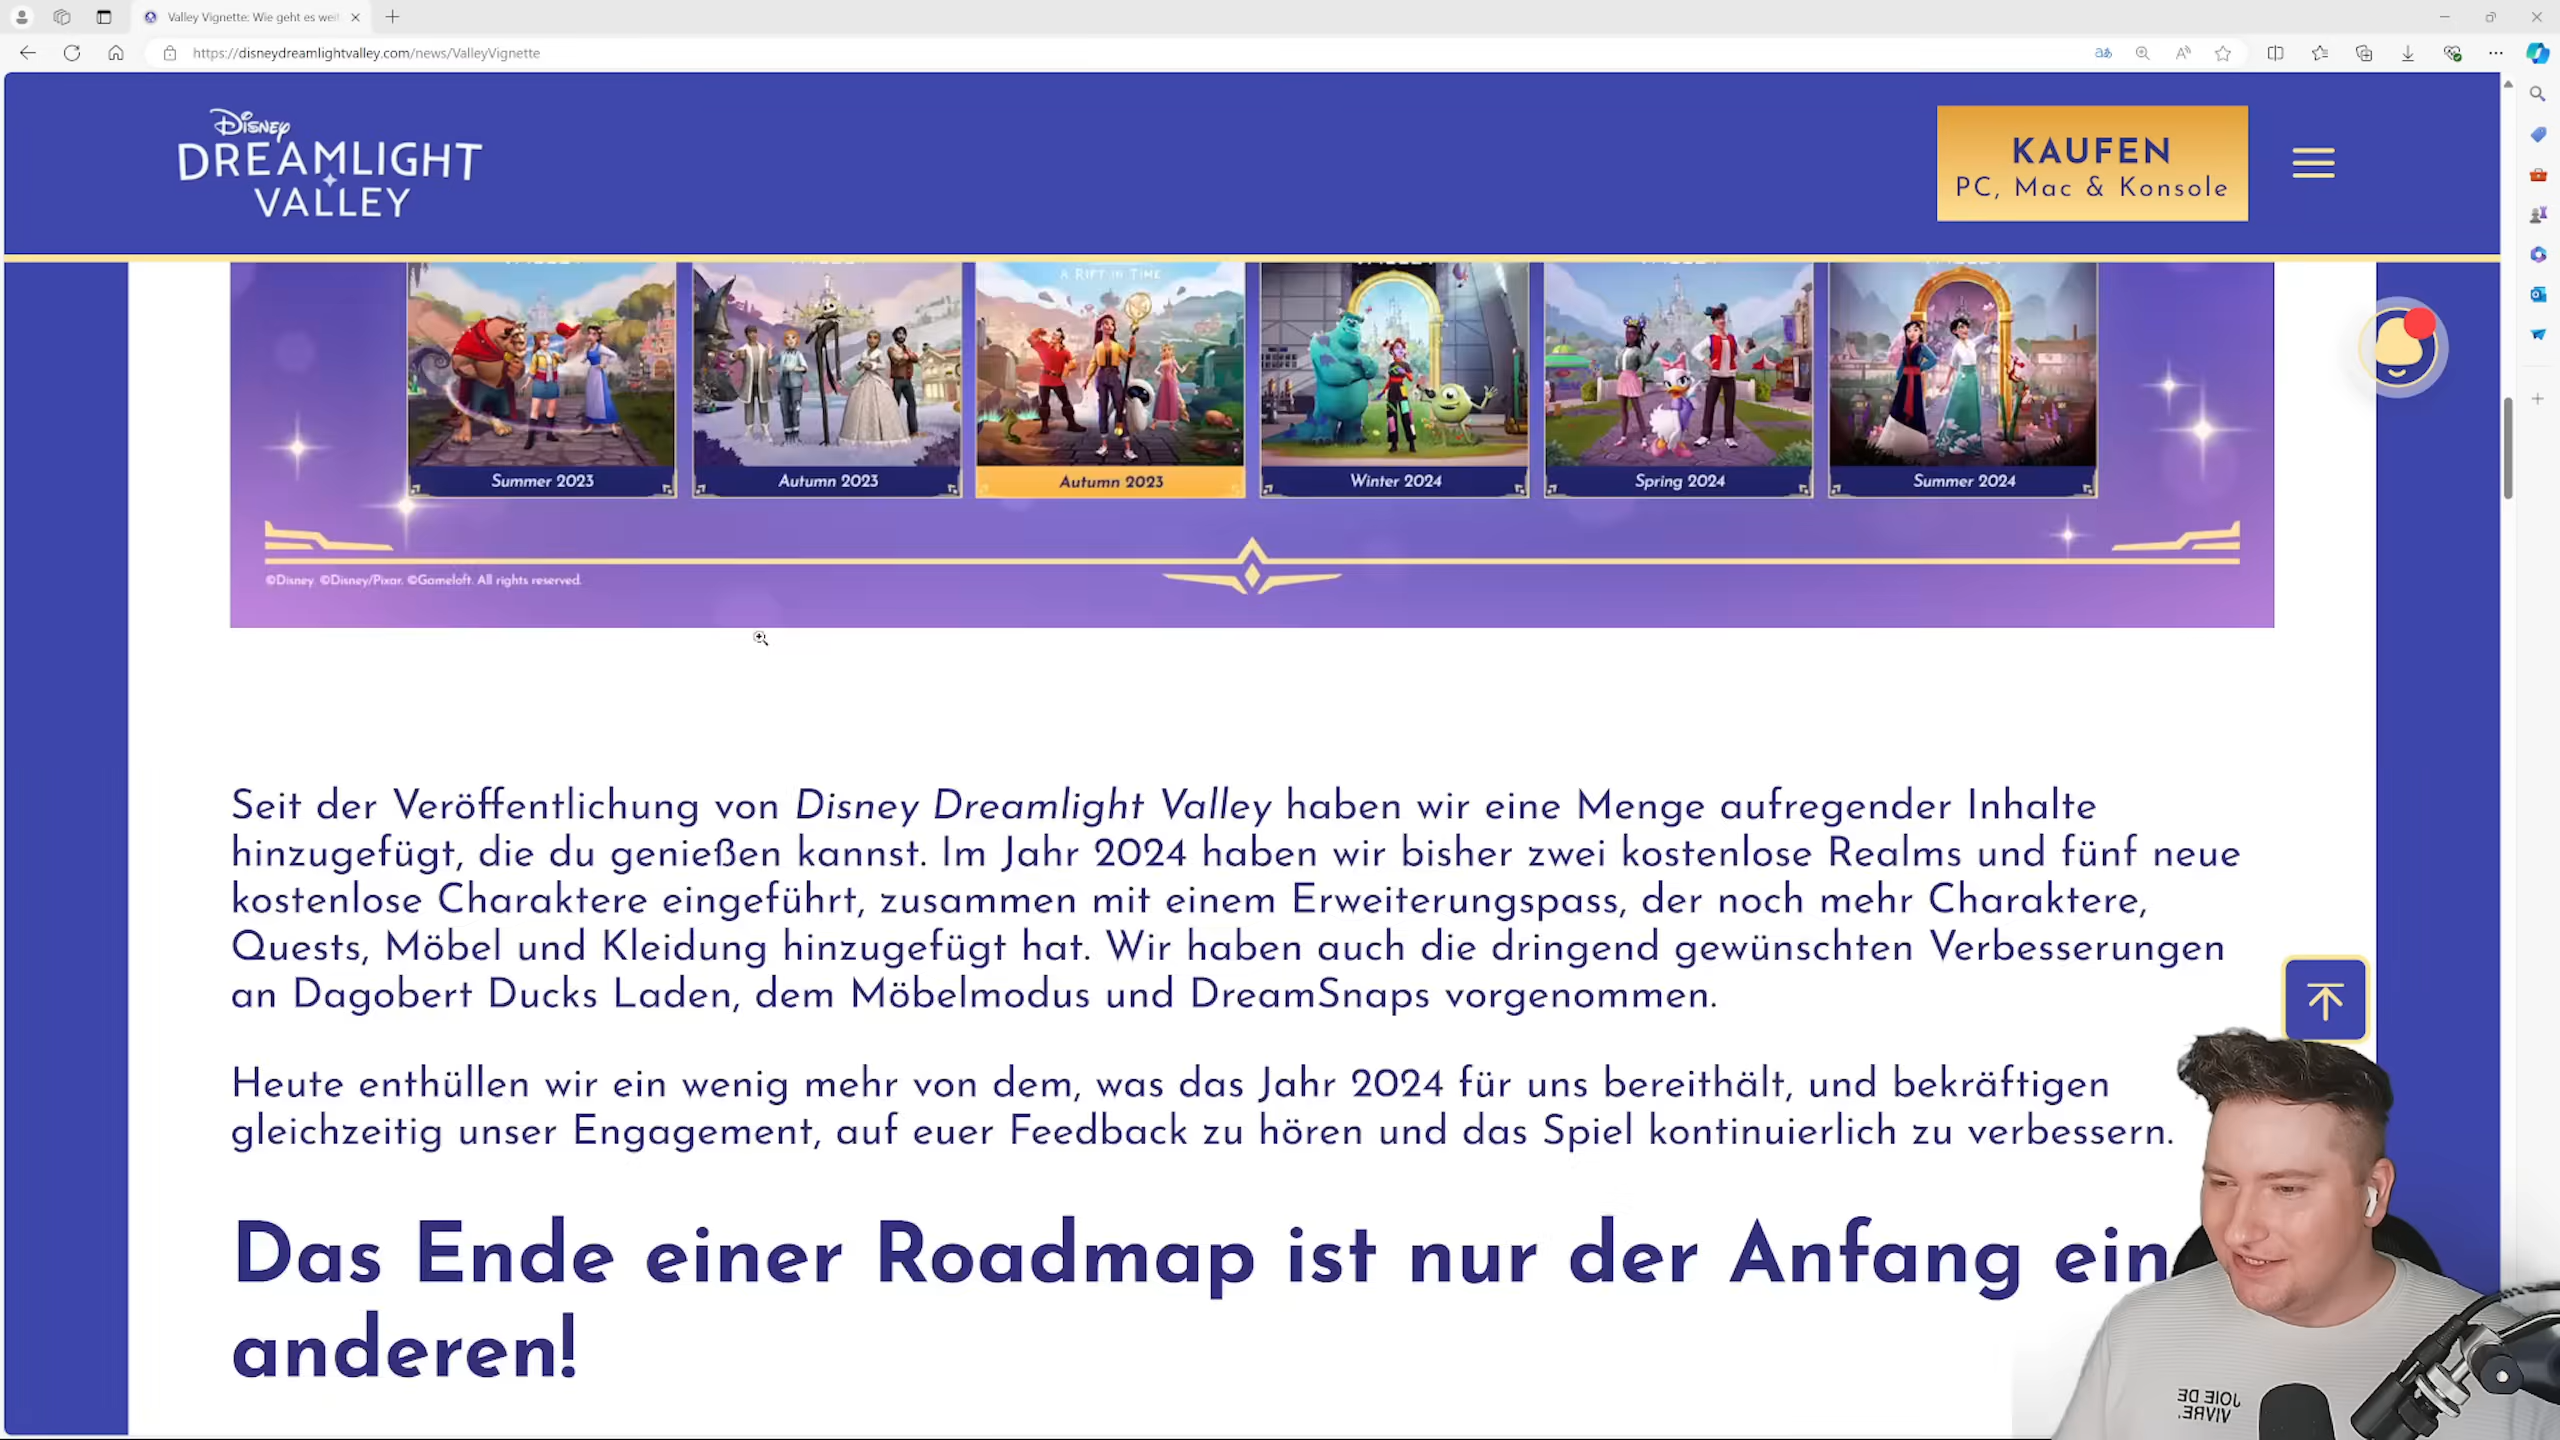 Valley Vignette: Wie geht es weit
https://disneydreamlightvalley.com/news/ValleyVignette
Disney
DREAMLIGHT
VALLEY
KAUFEN
PC, Mac & Konsole
A RIFT IN TIME
Summer 2023
Autumn 2023
Autumn 2023
Winter 2024
Spring 2024
Summer 2024
©Disney ©Disney/Pixar. ©Gameloft. All rights reserved.
Seit der Veröffentlichung von Disney Dreamlight Valley haben wir eine Menge aufregender Inhalte
hinzugefügt, die du genießen kannst. Im Jahr 2024 haben wir bisher zwei kostenlose Realms und fünf neue
kostenlose Charaktere eingeführt, zusammen mit einem Erweiterungspass, der noch mehr Charaktere,
Quests, Möbel und Kleidung hinzugefügt hat. Wir haben auch die dringend gewünschten Verbesserungen
an Dagobert Ducks Laden, dem Möbelmodus und DreamSnaps vorgenommen.
Heute enthüllen wir ein wenig mehr von dem, was das Jahr 2024 für uns bereithält, und bekräftigen
gleichzeitig unser Engagement, auf euer Feedback zu hören und das Spiel kontinuierlich zu verbessern.
Das Ende einer Roadmap ist nur der Anfang ein
anderen!
JOIE DE
VIVRE.